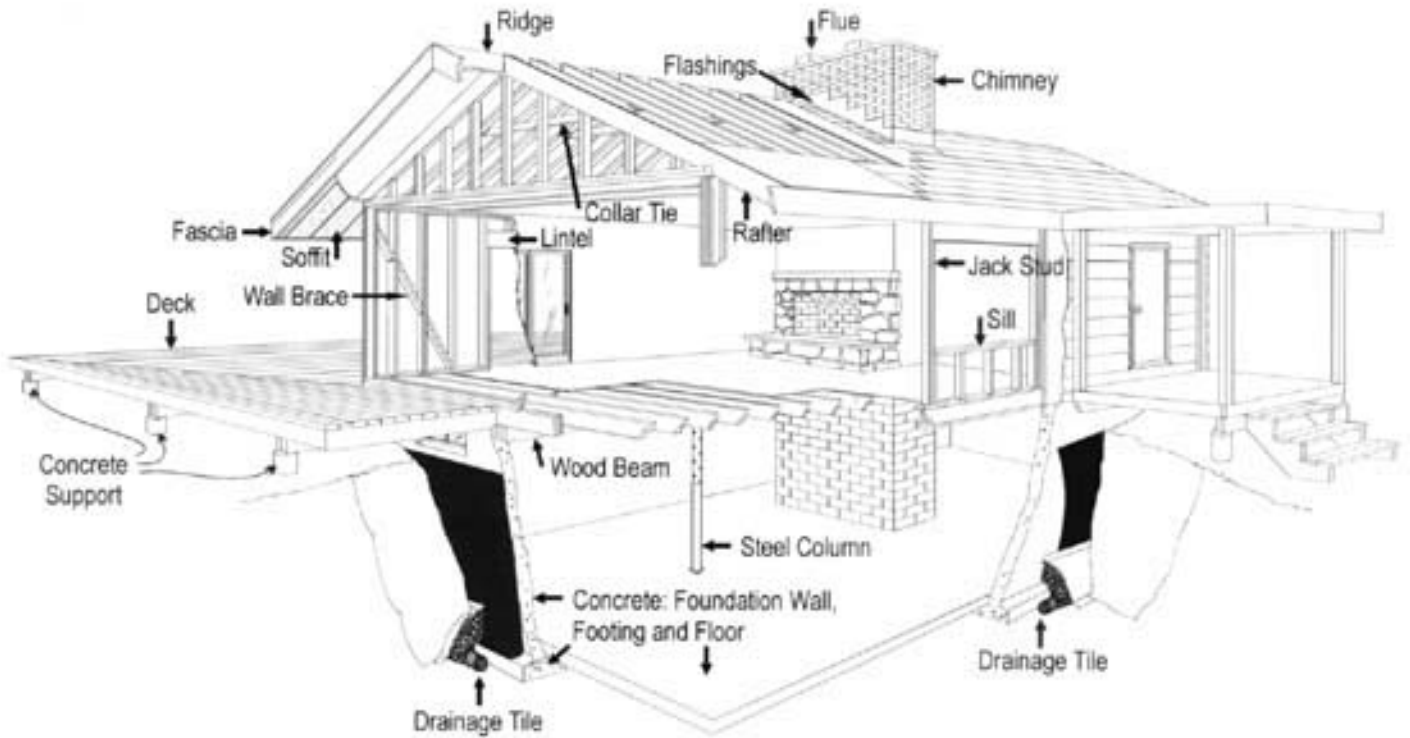 Ridge
Flue
Flashings
Chimney
Collar Tie
Fascia
Soffit
Lintel
Rafter
Jack Stud
Wall Brace
Deck
Sill
Concrete
Support
Wood Beam
Steel Column
Concrete: Foundation Wall,
Footing and Floor
Drainage Tile
Drainage Tile